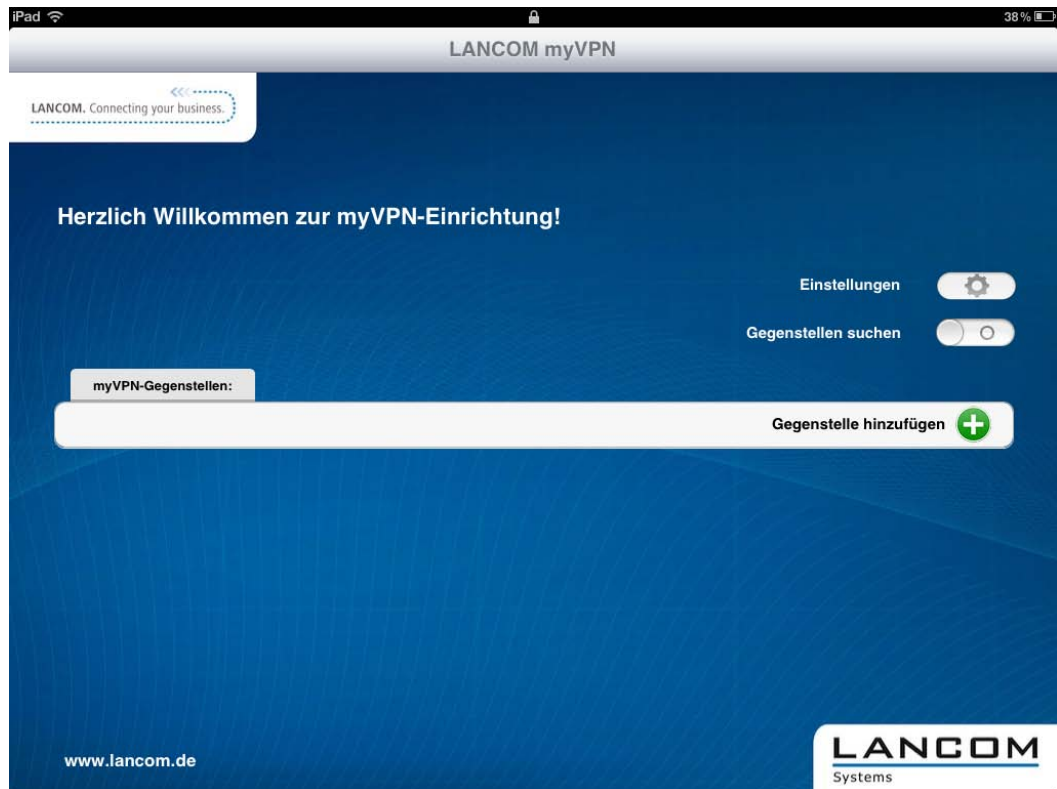 iPad 38%
LANCOM myVPN
LANCOM. Connecting your business.
Herzlich Willkommen zur myVPN-Einrichtung!
Einstellungen
Gegenstellen suchen
myVPN-Gegenstellen:
Gegenstelle hinzufügen
www.lancom.de
LANCOM
Systems